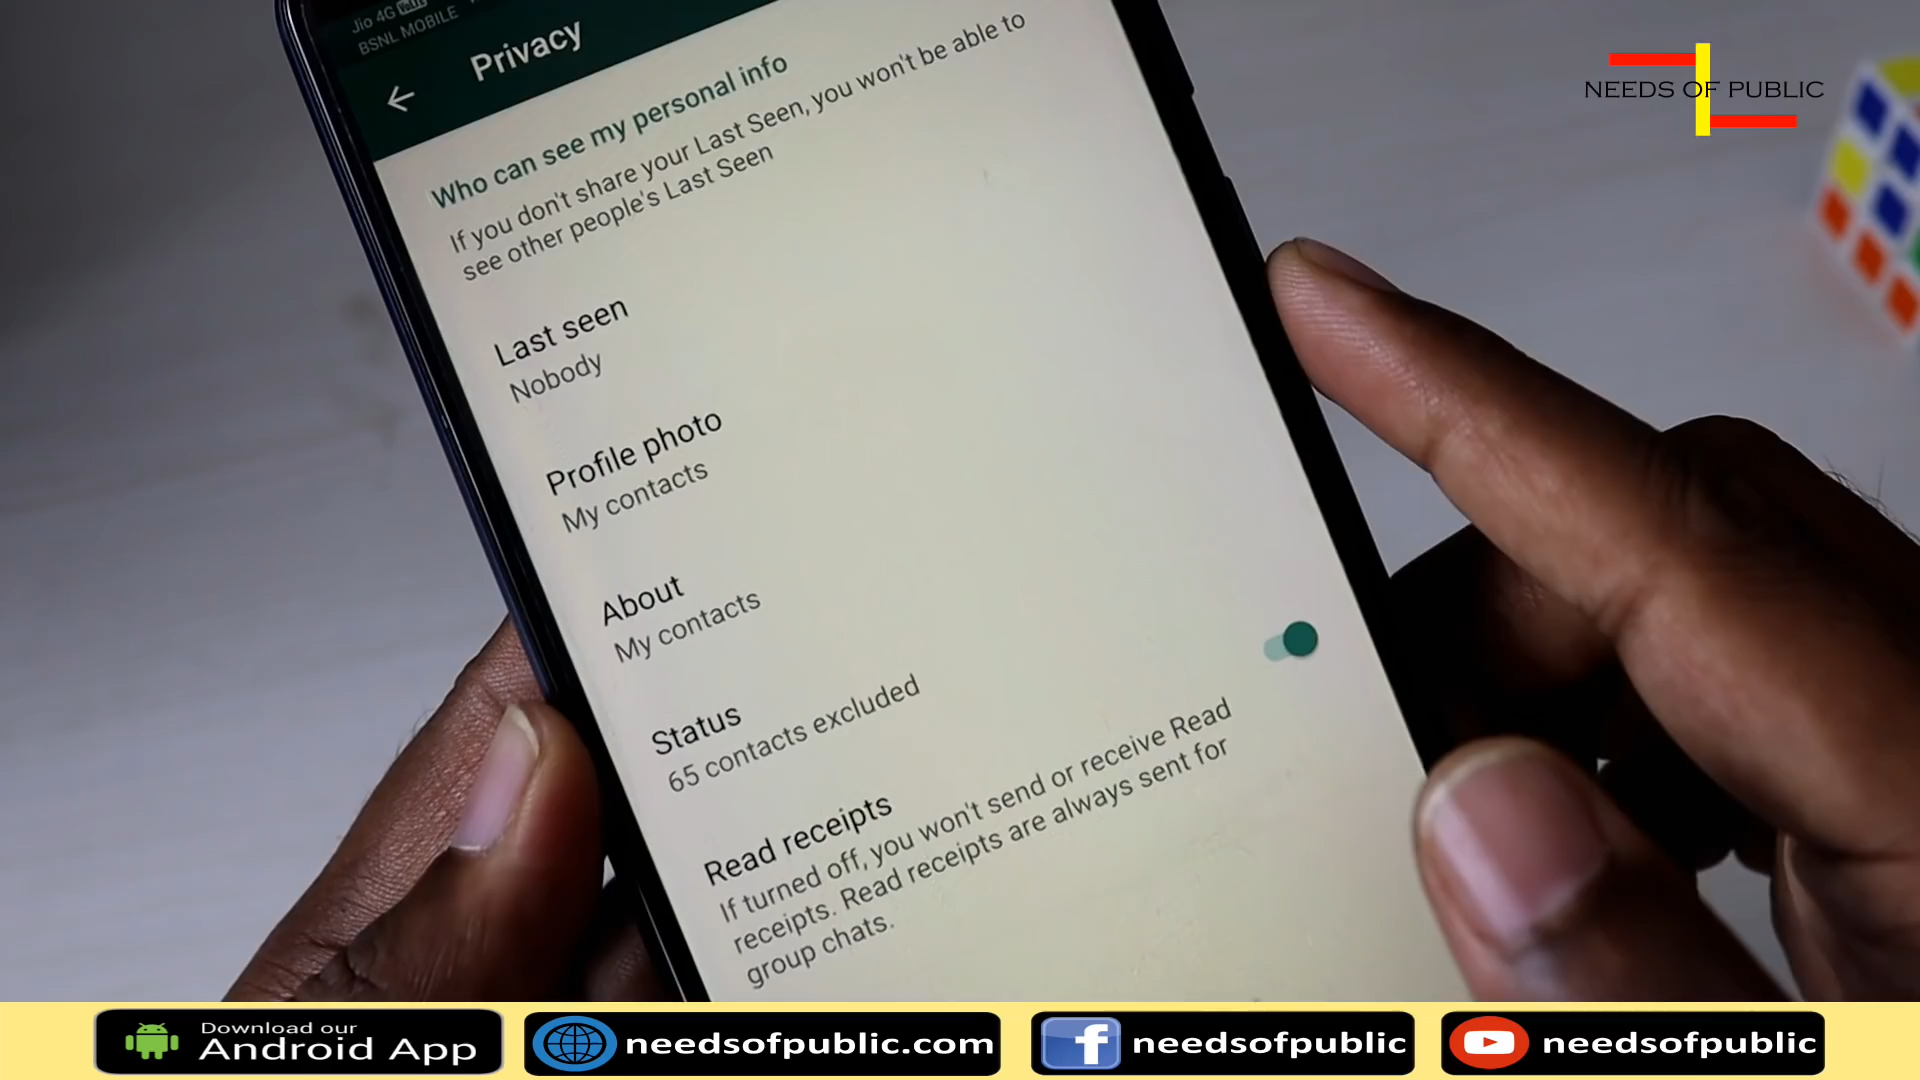 Jio 4G VoLTE
BSNL MOBILE
Privacy
Who can see my personal info
If you don't share your Last Seen, you won't be able to
see other people's Last Seen
Last seen
Nobody
Profile photo
My contacts
About
My contacts
Status
65 contacts excluded
Read receipts
If turned off, you won't send or receive Read
receipts. Read receipts are always sent for
group chats.
NEEDS OF PUBLIC
Download our
Android App
needsofpublic.com
f needsofpublic
needsofpublic